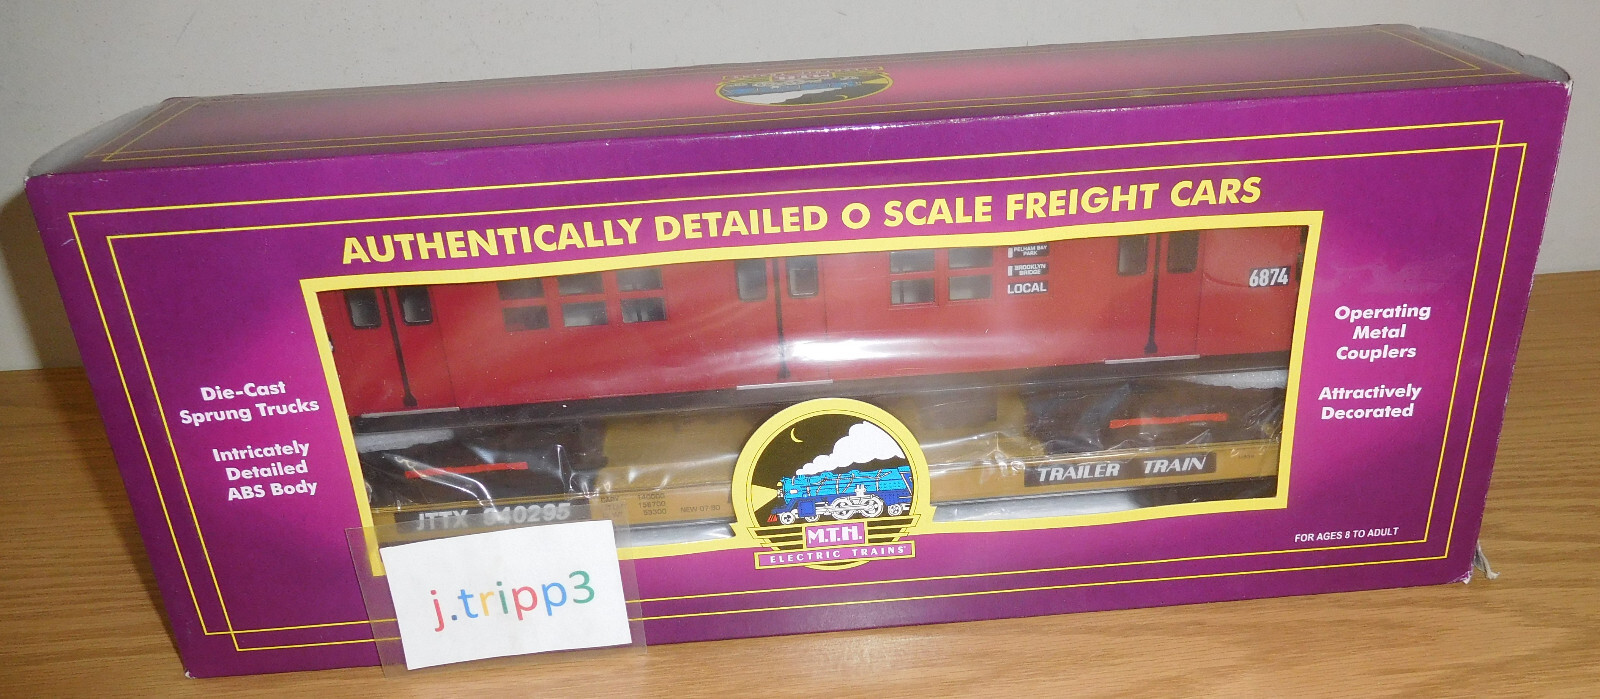 AUTHENTICALLY DETAILED O SCALE FREIGHT CARS
PELHAM BAY
PARK
BROOKLYN
BRIDGE
LOCAL
6874
Die-Cast
Sprung Trucks
Intricately
Detailed
ABS Body
Operating
Metal
Couplers
Attractively
Decorated
TRAILER TRAIN
JTTX 940295
140000
NEW 07 90
M.T.H.
ELECTRIC TRAINS
FOR AGES 8 TO ADULT
j.tripp3